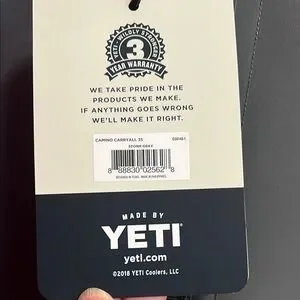 YETI · WILDLY STRONG
3
YEAR WARRANTY
WE TAKE PRIDE IN THE
PRODUCTS WE MAKE.
IF ANYTHING GOES WRONG
WE'LL MAKE IT RIGHT.
CAMINO CARRYALL 35
STORM GRAY
8 88830 02562 8
MADE BY
YETI
yeti.com
©2018 YETI Coolers, LLC